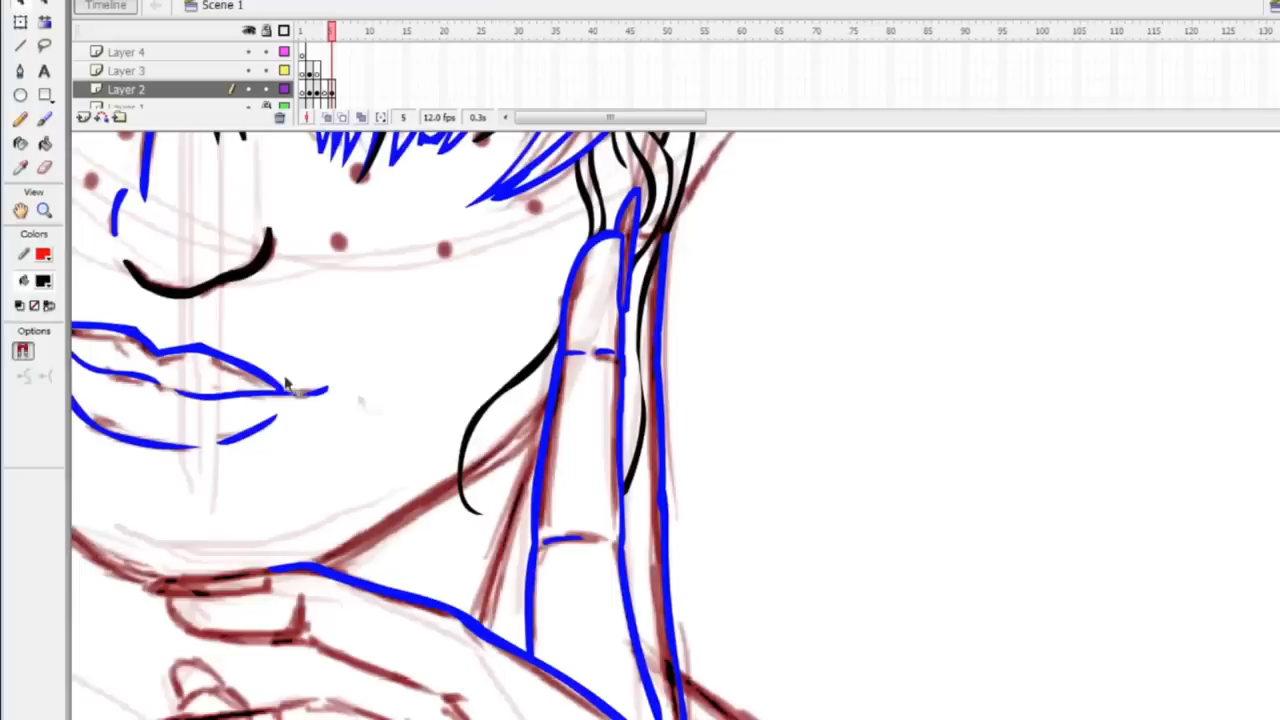 Timeline
Scene 1
1 5 10 15 20 25 30 35 40 45 50 55 60 65 70 75 80 85 90 95 100 105 110 115 120 125 130
Layer 4
Layer 3
Layer 2
5 12.0 fps 0.3s
View
Colors
Options